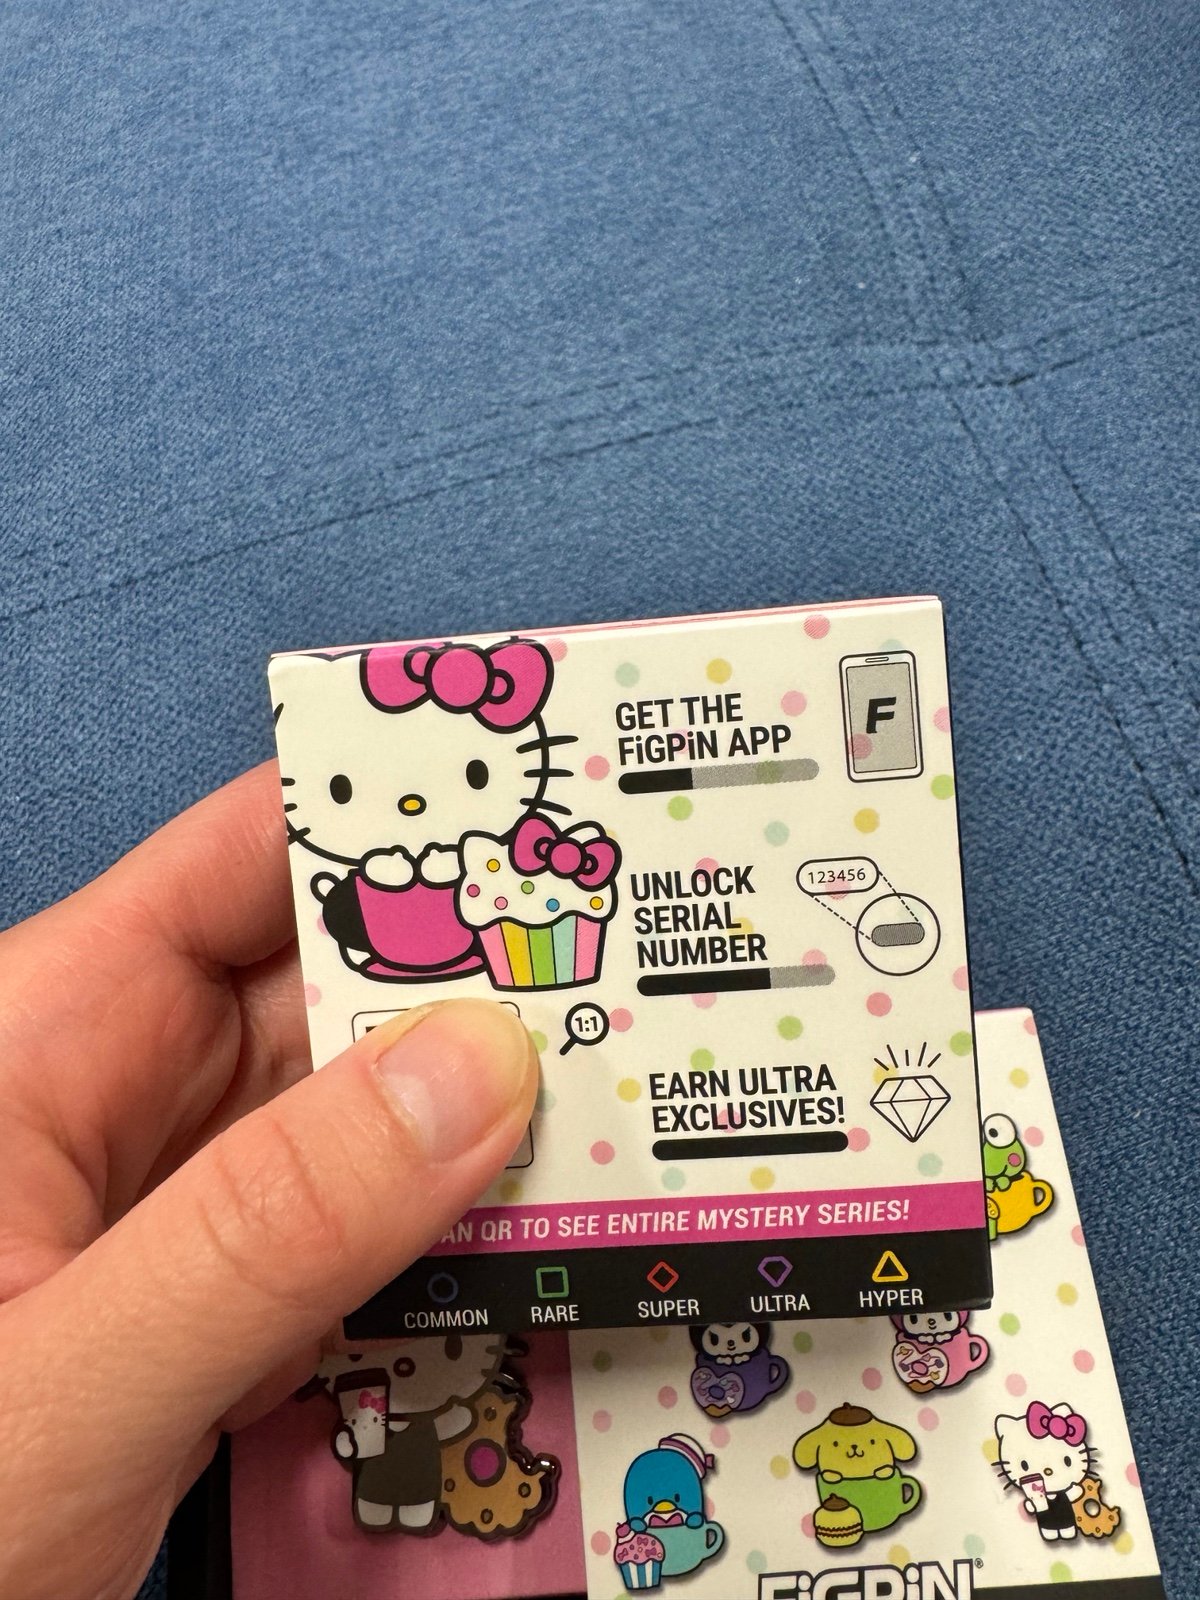 GET THE
FiGPiN APP
F
UNLOCK
SERIAL
NUMBER
123456
1:1
EARN ULTRA
EXCLUSIVES!
QR TO SEE ENTIRE MYSTERY SERIES!
COMMON
RARE
SUPER
ULTRA
HYPER
FiGPiN®